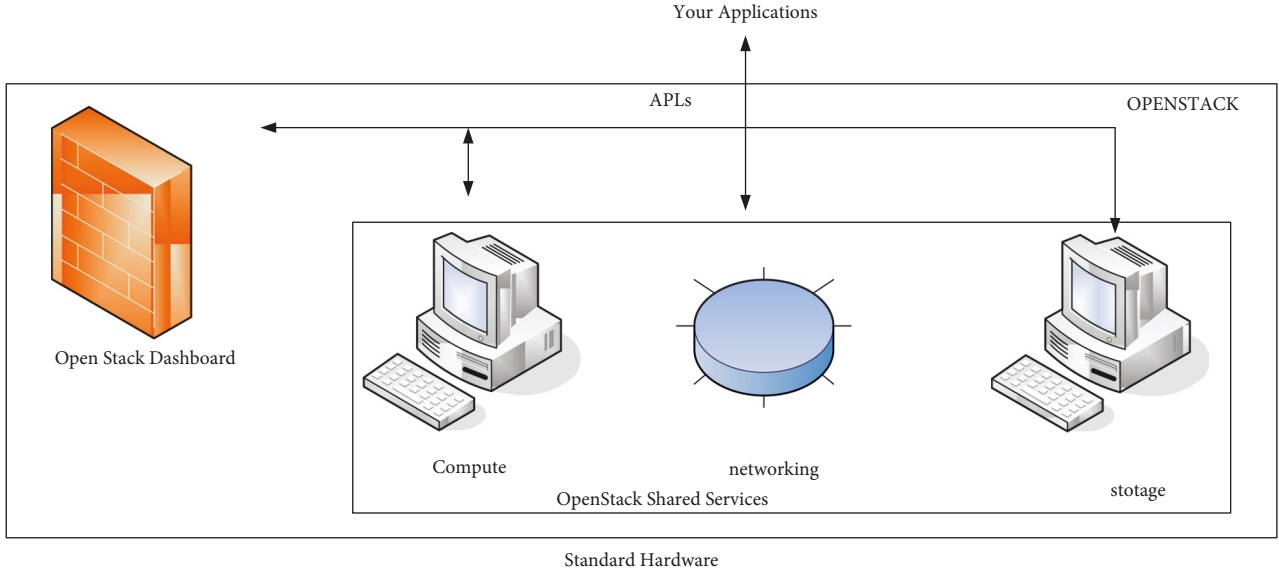 Your Applications
APLs
OPENSTACK
Open Stack Dashboard
Compute
networking
stotage
OpenStack Shared Services
Standard Hardware